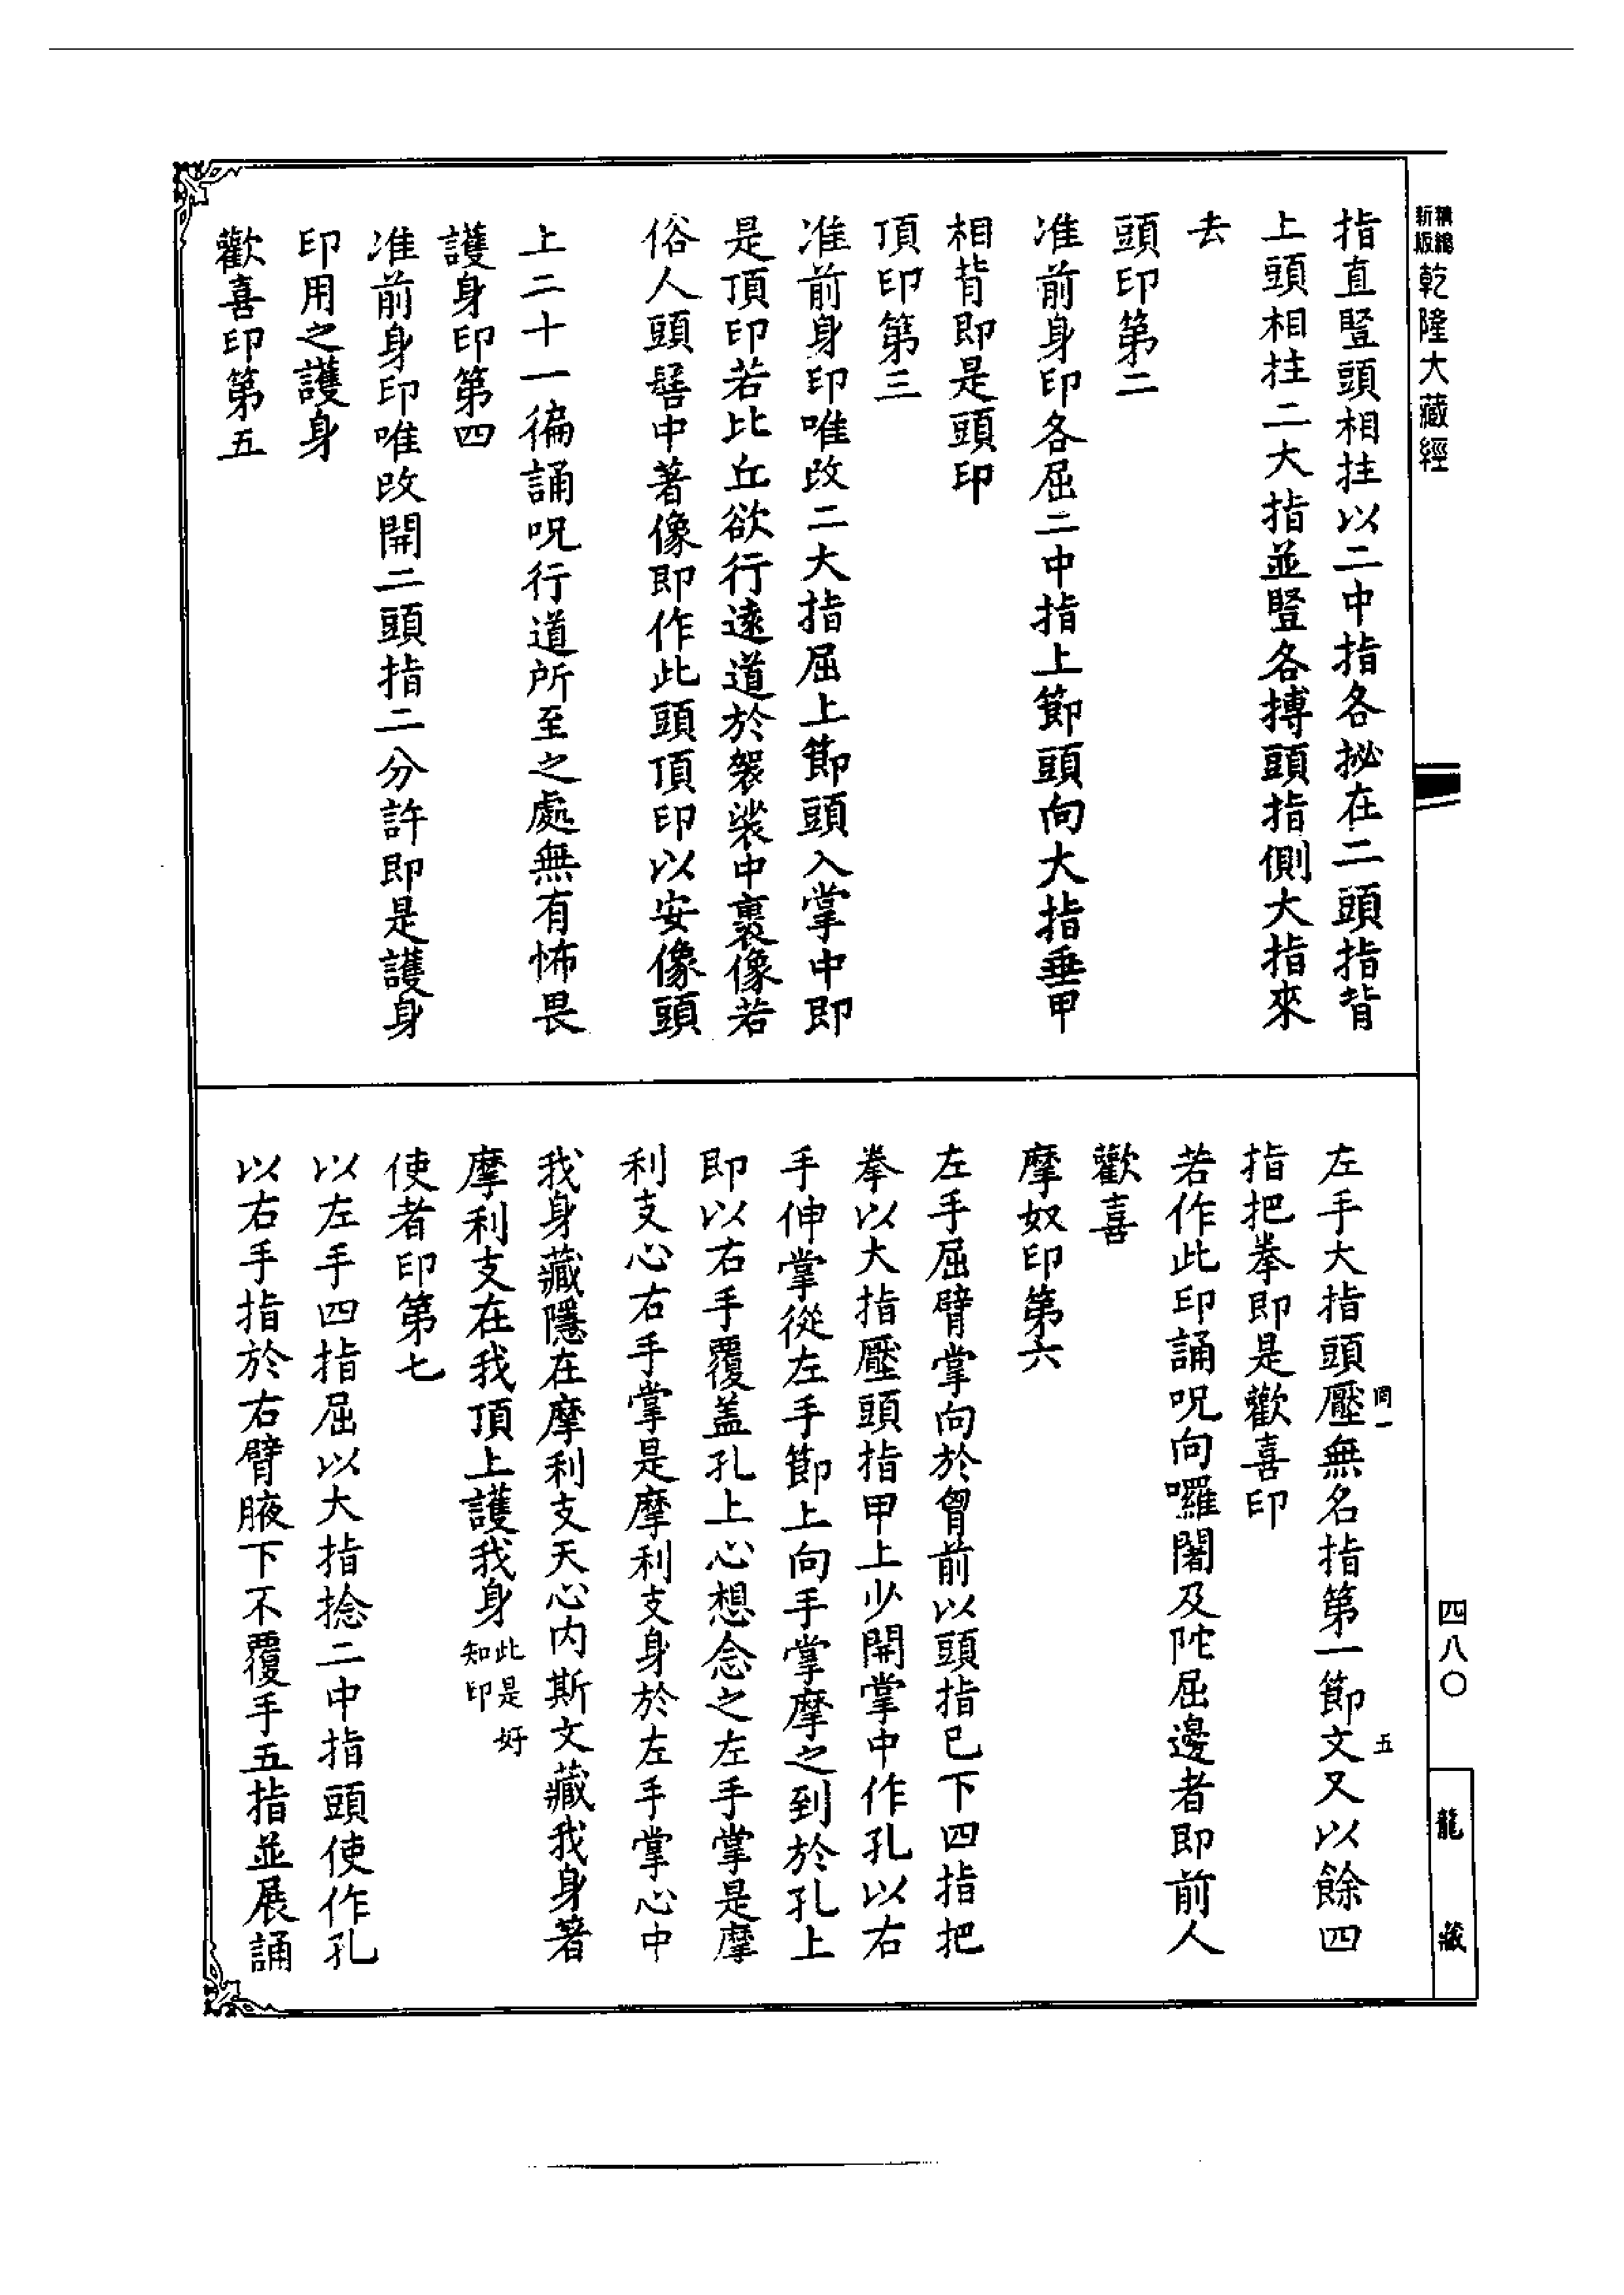 新版
精編
乾隆大藏經
指直豎頭相拄以二中指各拟在二頭指背
上頭相拄二大指並豎各搏頭指側大指來
去
頭印第二
准前身印各屈二中指上節頭向大指垂甲
相背即是頭印
頂印第三
准前身印唯改二大指屈上節頭入掌中即
是頂印若比丘欲行遠道於袈裟中裹像若
俗人頭髻中著像即作此頭頂印以安像頭
上二十一徧誦呪行道所至之處無有怖畏
護身印第四
准前身印唯改開二頭指二分許即是護身
印用之護身
歡喜印第五
左手大指頭壓無名指第一節文又以餘四
指把拳即是歡喜印
若作此印誦呪向囉闍及陀屈邊者即前人
歡喜
摩奴印第六
左手屈臂掌向於胷前以頭指已下四指把
拳以大指壓頭指甲上少開掌中作孔以右
手伸掌從左手節上向手掌摩之到於孔上
即以右手覆盖孔上心想念之左手掌是摩
利支心右手掌是摩利支身於左手掌心中
我身藏隱在摩利支天心内斯文藏我身著
摩利支在我頂上護我身
此是好
知印
使者印第七
以左手四指屈以大指捻二中指頭使作孔
以右手指於右臂腋下不覆手五指並展誦
同一
五
四八〇
龍藏